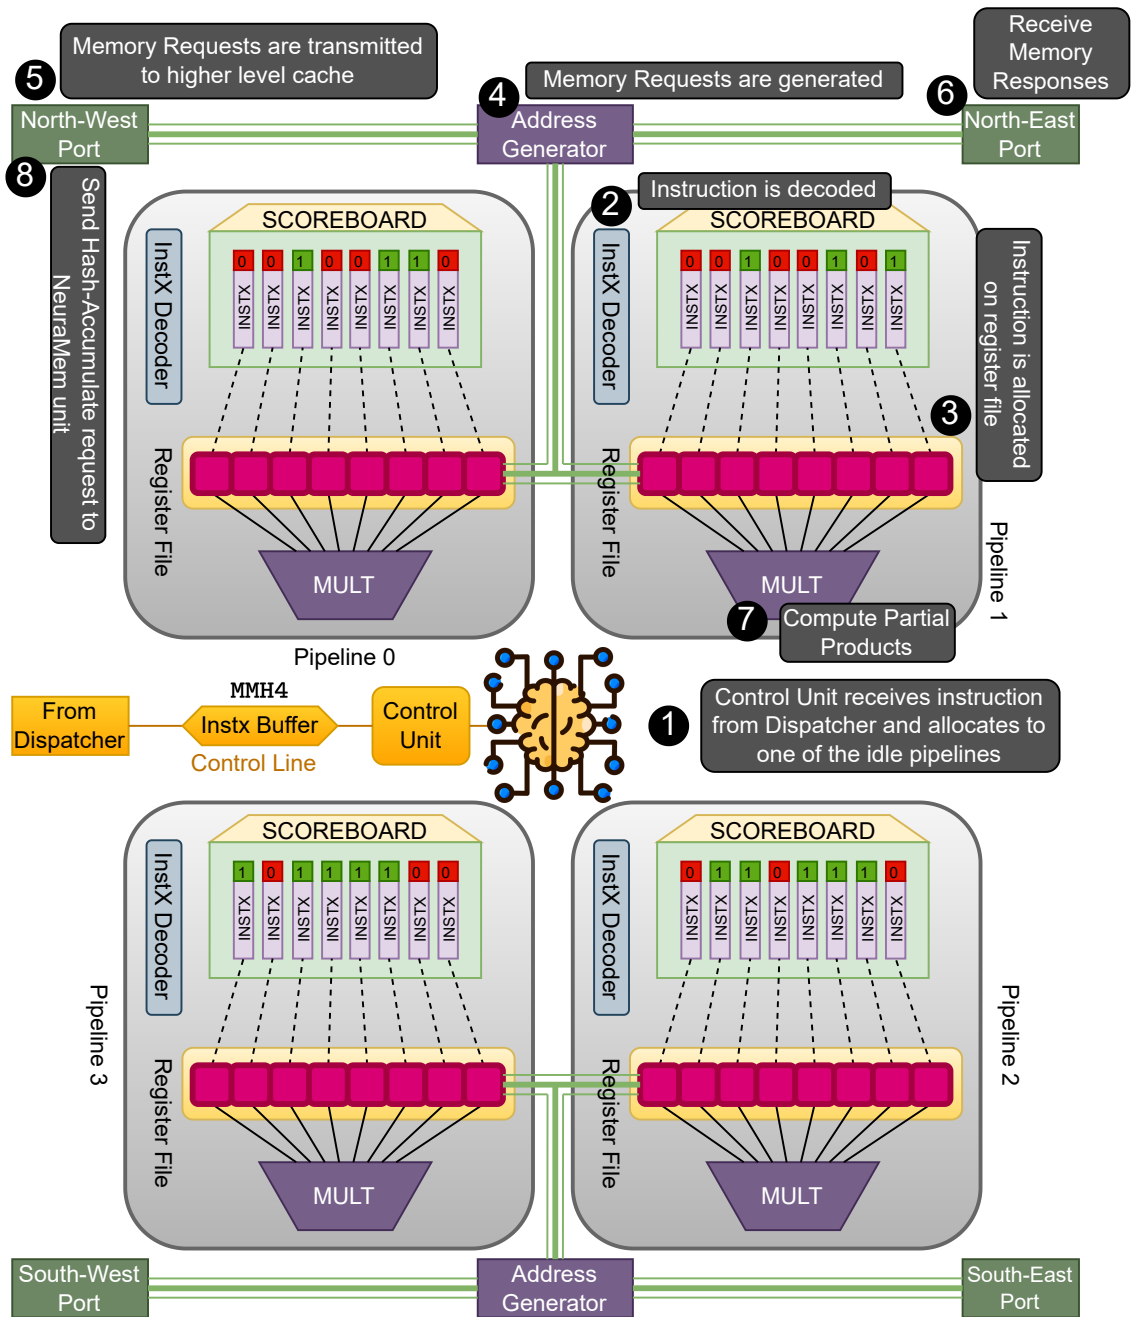 5
Memory Requests are transmitted
to higher level cache
4
Memory Requests are generated
6
Receive
Memory
Responses
North-West
Port
Address
Generator
North-East
Port
8
Send Hash-Accumulate request to
NeuraMem unit
SCOREBOARD
InstX Decoder
0 0 1 0 0 1 1 0
INSTX INSTX INSTX INSTX INSTX INSTX INSTX INSTX
Register File
MULT
Pipeline 0
2
Instruction is decoded
SCOREBOARD
InstX Decoder
0 0 1 0 0 1 0 1
INSTX INSTX INSTX INSTX INSTX INSTX INSTX INSTX
Instruction is allocated
on register file
3
Register File
MULT
Pipeline 1
7
Compute Partial
Products
From
Dispatcher
MMH4
Instx Buffer
Control Line
Control
Unit
1
Control Unit receives instruction
from Dispatcher and allocates to
one of the idle pipelines
SCOREBOARD
InstX Decoder
1 0 1 1 1 1 0 0
INSTX INSTX INSTX INSTX INSTX INSTX INSTX INSTX
Pipeline 3
Register File
MULT
SCOREBOARD
InstX Decoder
0 1 1 0 1 1 1 0
INSTX INSTX INSTX INSTX INSTX INSTX INSTX INSTX
Pipeline 2
Register File
MULT
South-West
Port
Address
Generator
South-East
Port